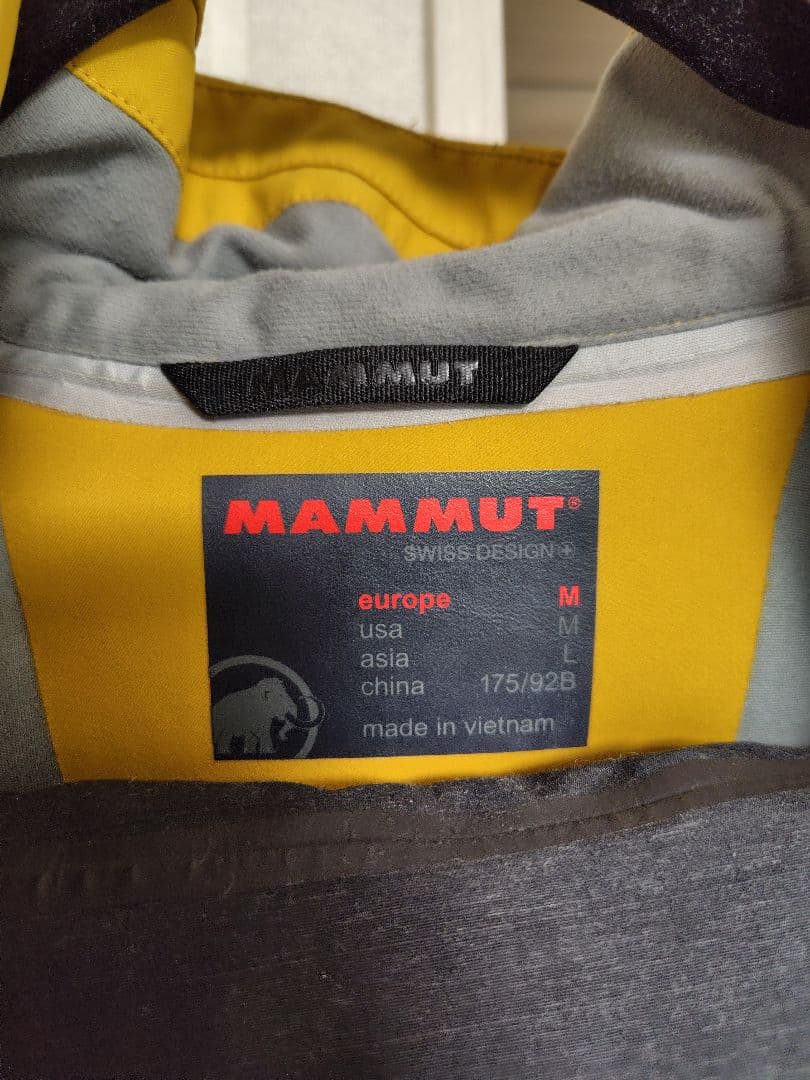 MAMMUT
MAMMUT®
SWISS DESIGN +
europe M
usa M
asia L
china 175/92B
made in vietnam